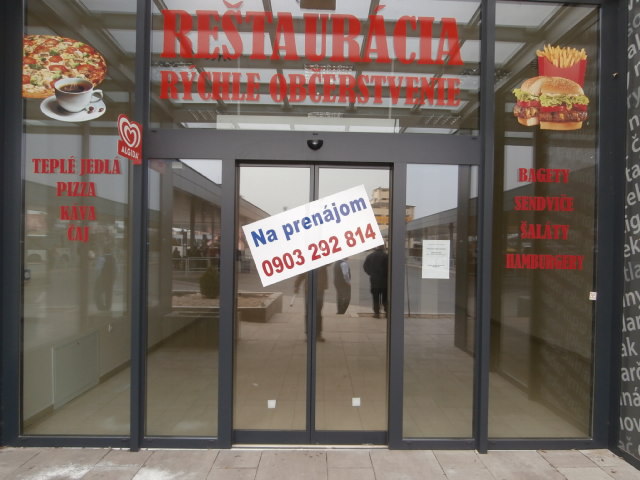 REŠTAURÁCIA
RÝCHLE OBČERSTVENIE
ALGIDA
TEPLÉ JEDLÁ
PIZZA
KÁVA
ČAJ
Na prenájom
0903 292 814
BAGETY
SENDVIČE
ŠALÁTY
HAMBURGERY